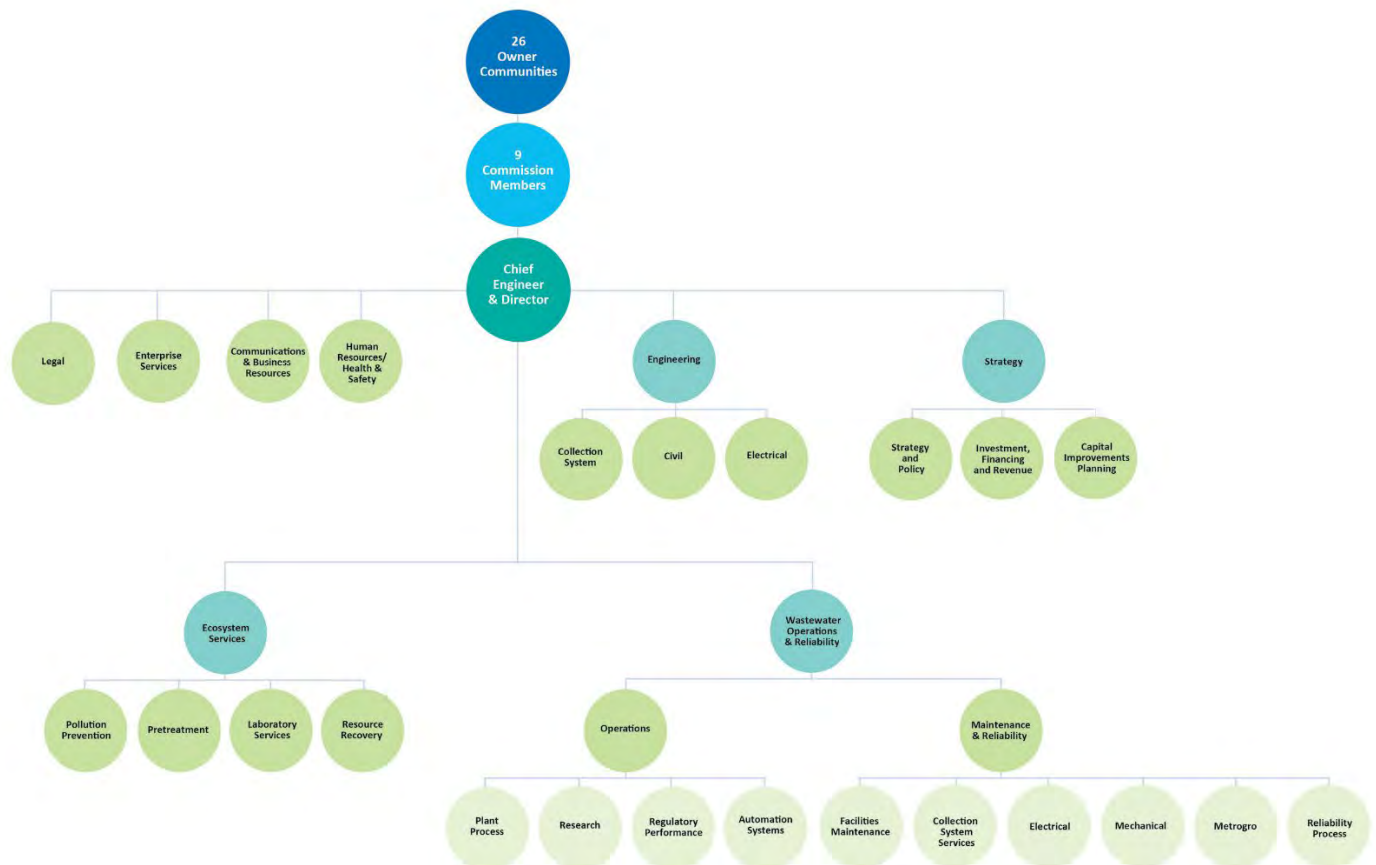 26
Owner
Communities
9
Commission
Members
Chief
Engineer
& Director
Legal
Enterprise
Services
Communications
& Business
Resources
Human
Resources/
Health &
Safety
Engineering
Strategy
Collection
System
Civil
Electrical
Strategy
and
Policy
Investment,
Financing
and Revenue
Capital
Improvements
Planning
Ecosystem
Services
Wastewater
Operations
& Reliability
Pollution
Prevention
Pretreatment
Laboratory
Services
Resource
Recovery
Operations
Maintenance
& Reliability
Plant
Process
Research
Regulatory
Performance
Automation
Systems
Facilities
Maintenance
Collection
System
Services
Electrical
Mechanical
Metrogro
Reliability
Process